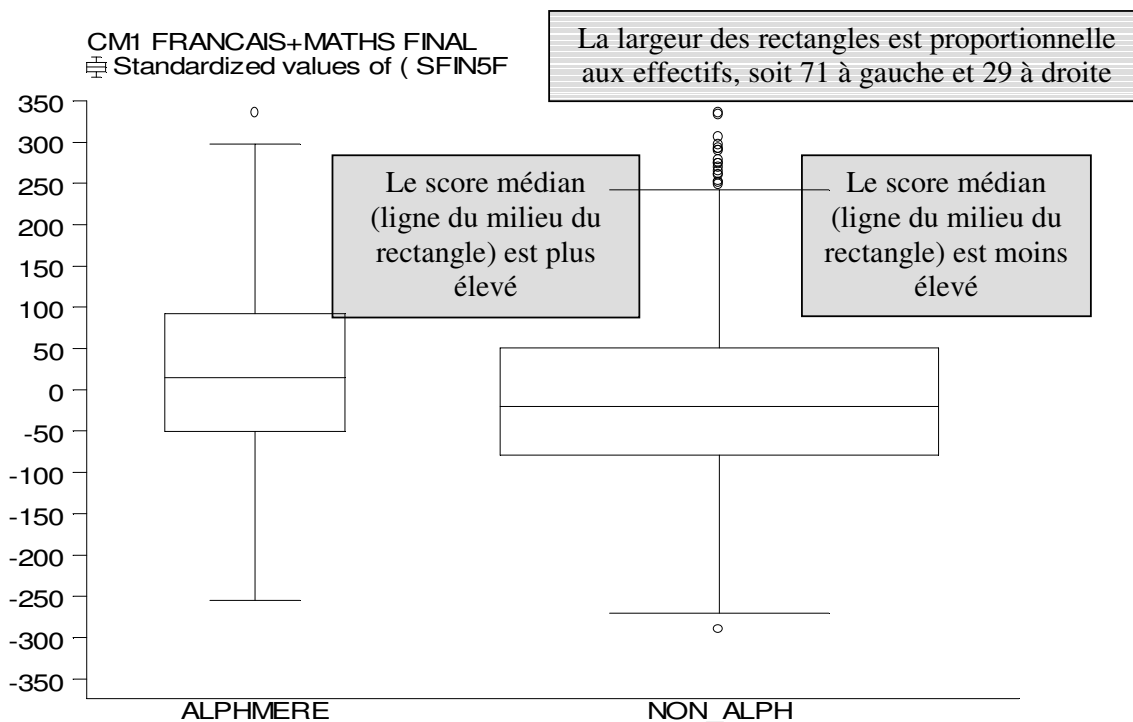 CM1 FRANCAIS+MATHS FINAL
Standardized values of ( SFIN5F
La largeur des rectangles est proportionnelle
aux effectifs, soit 71 à gauche et 29 à droite
350
300
250
200
150
100
50
0
-50
-100
-150
-200
-250
-300
-350
Le score médian
(ligne du milieu du
rectangle) est plus
élevé
Le score médian
(ligne du milieu du
rectangle) est moins
élevé
ALPHMERE
NON_ALPH